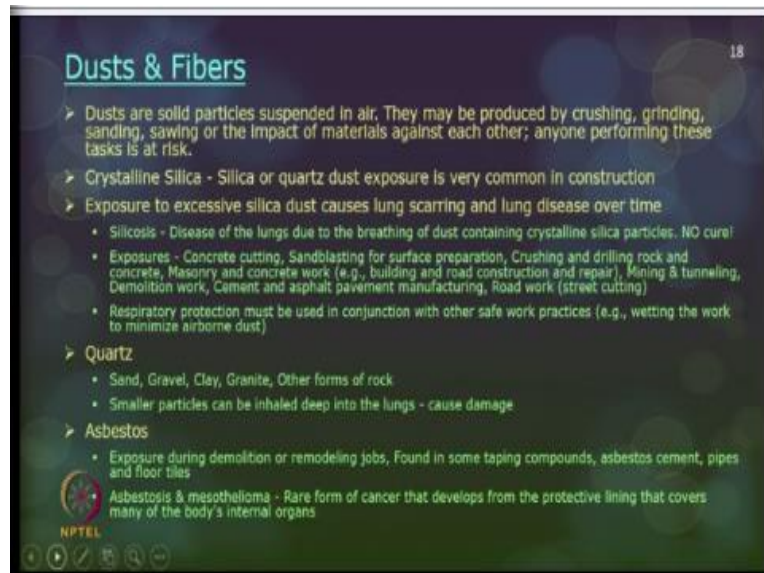 18
Dusts & Fibers
➢ Dusts are solid particles suspended in air. They may be produced by crushing, grinding,
sanding, sawing or the impact of materials against each other; anyone performing these
tasks is at risk.
➢ Crystalline Silica - Silica or quartz dust exposure is very common in construction
➢ Exposure to excessive silica dust causes lung scarring and lung disease over time
▪ Silicosis - Disease of the lungs due to the breathing of dust containing crystalline silica particles. NO cure!
▪ Exposures - Concrete cutting, Sandblasting for surface preparation, Crushing and drilling rock and
concrete, Masonry and concrete work (e.g., building and road construction and repair), Mining & tunneling,
Demolition work, Cement and asphalt pavement manufacturing, Road work (street cutting)
▪ Respiratory protection must be used in conjunction with other safe work practices (e.g., wetting the work
to minimize airborne dust)
➢ Quartz
▪ Sand, Gravel, Clay, Granite, Other forms of rock
▪ Smaller particles can be inhaled deep into the lungs - cause damage
➢ Asbestos
▪ Exposure during demolition or remodeling jobs, Found in some taping compounds, asbestos cement, pipes
and floor tiles
▪ Asbestosis & mesothelioma - Rare form of cancer that develops from the protective lining that covers
many of the body's internal organs
NPTEL